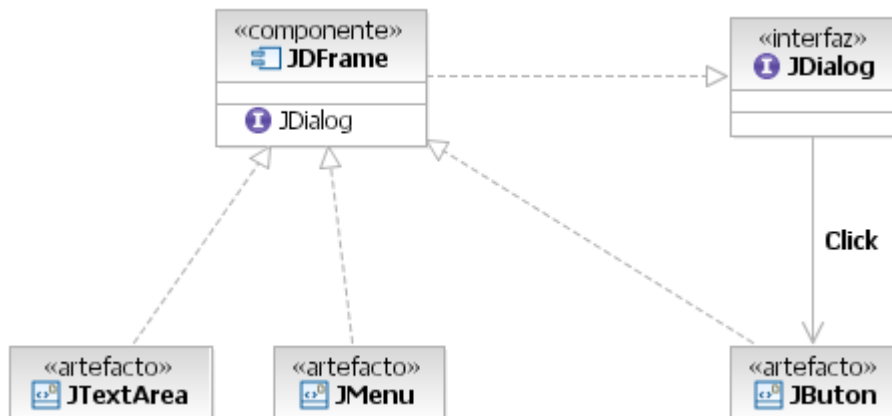 «componente»
JDFrame
JDialog
«interfaz»
JDialog
Click
«artefacto»
JTextArea
«artefacto»
JMenu
«artefacto»
JButon